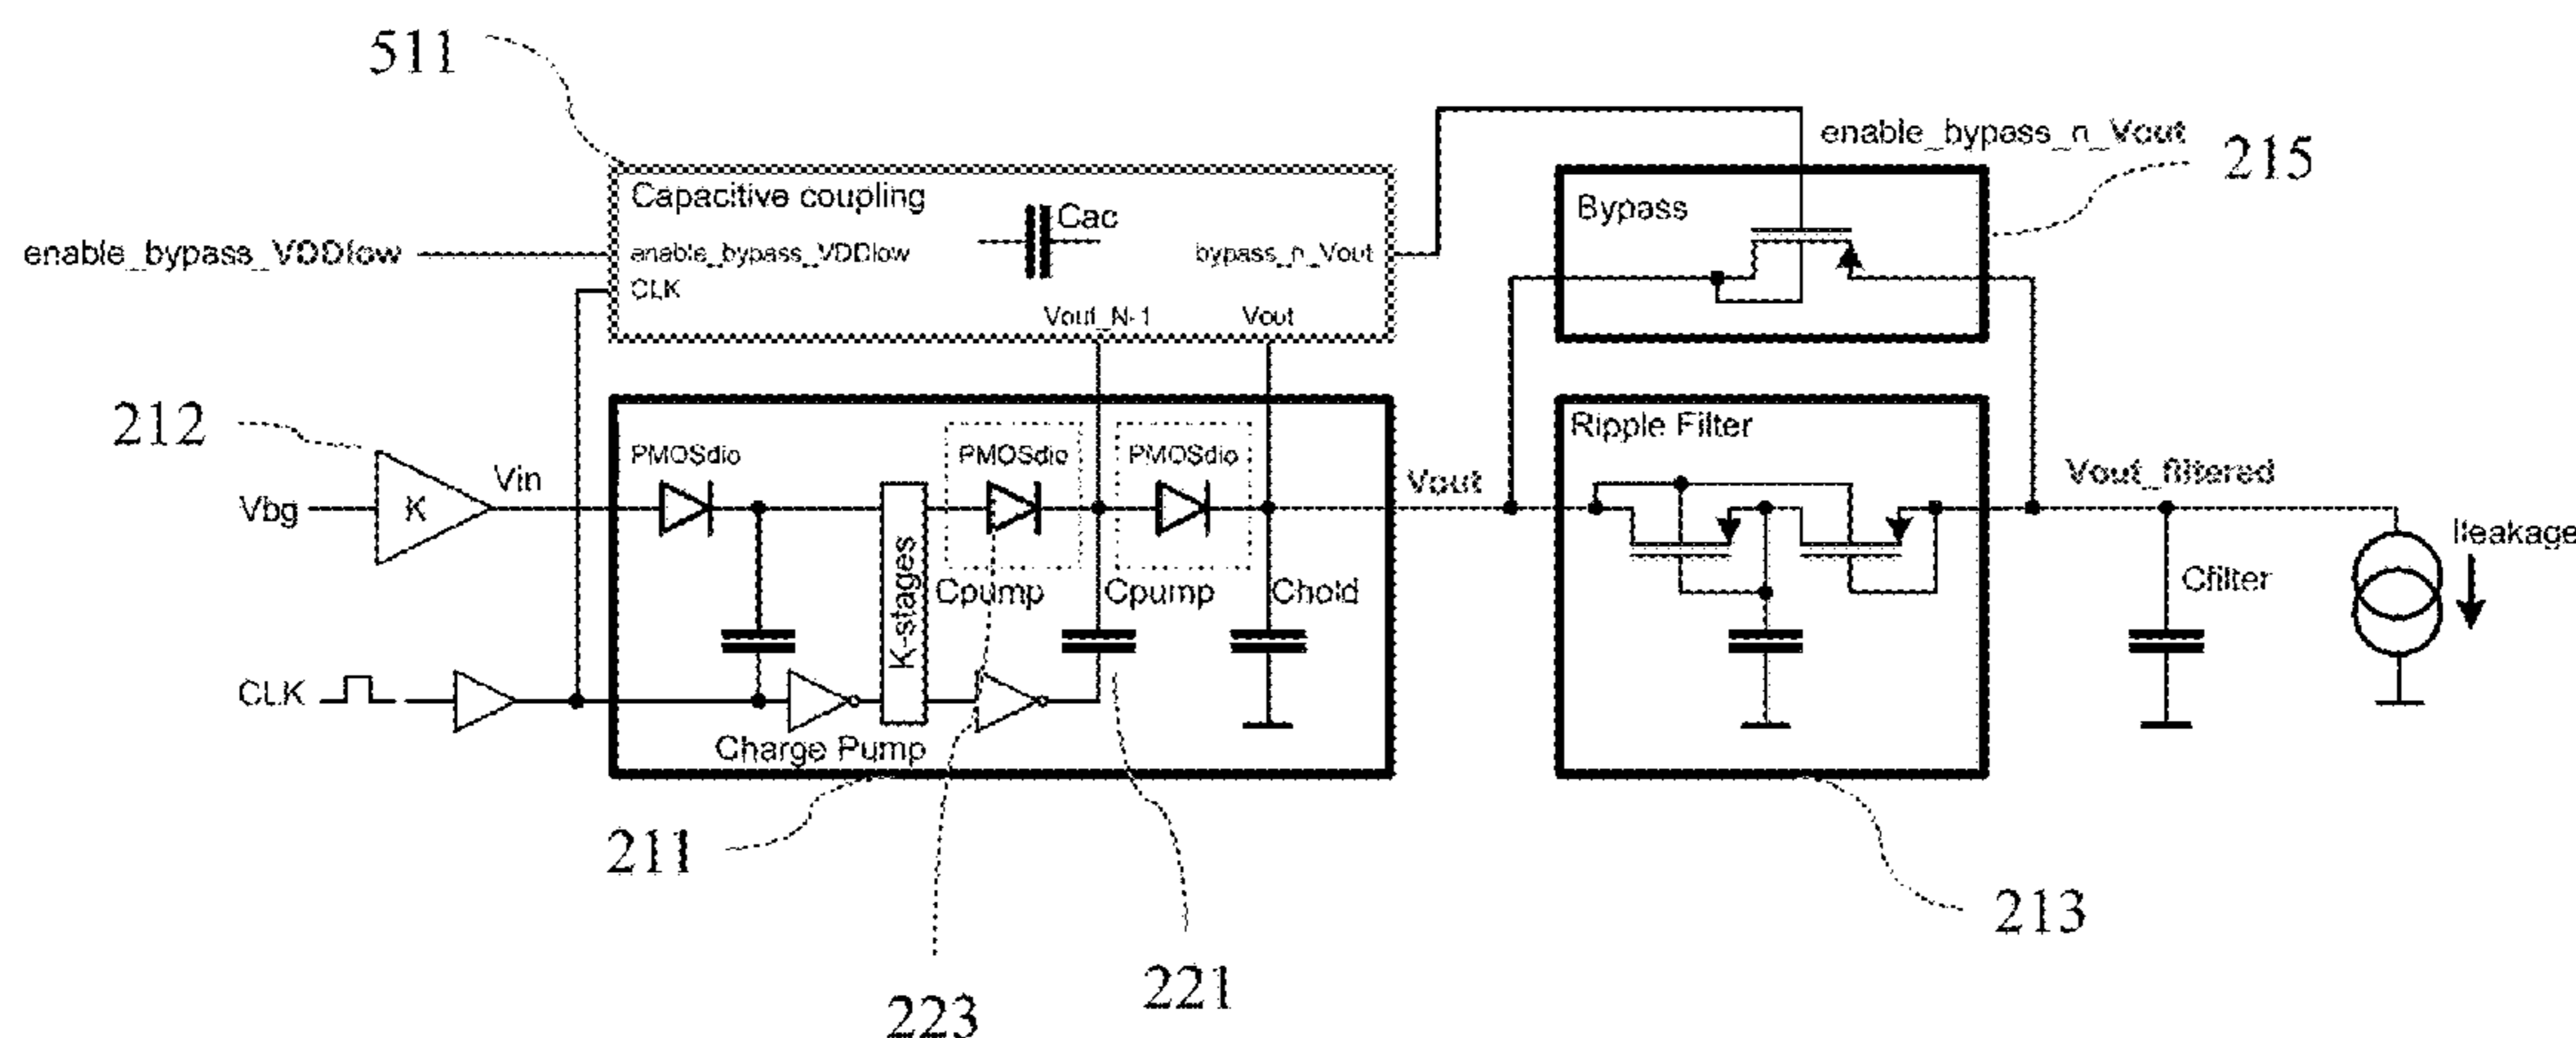 511
enable_bypass_n_Vout
215
Capacitive coupling
Cac
Bypass
enable_bypass_VDDlow
enable_bypass_VDDlow
bypass_n_Vout
CLK
Vout_N-1
Vout
212
Ripple Filter
PMOSdio
PMOSdio
PMOSdio
Vin
Vout
Vout_filtered
Vbg
K
Ileakage
K-stages
Cpump
Cpump
Chold
Cfilter
CLK
Charge Pump
211
213
221
223